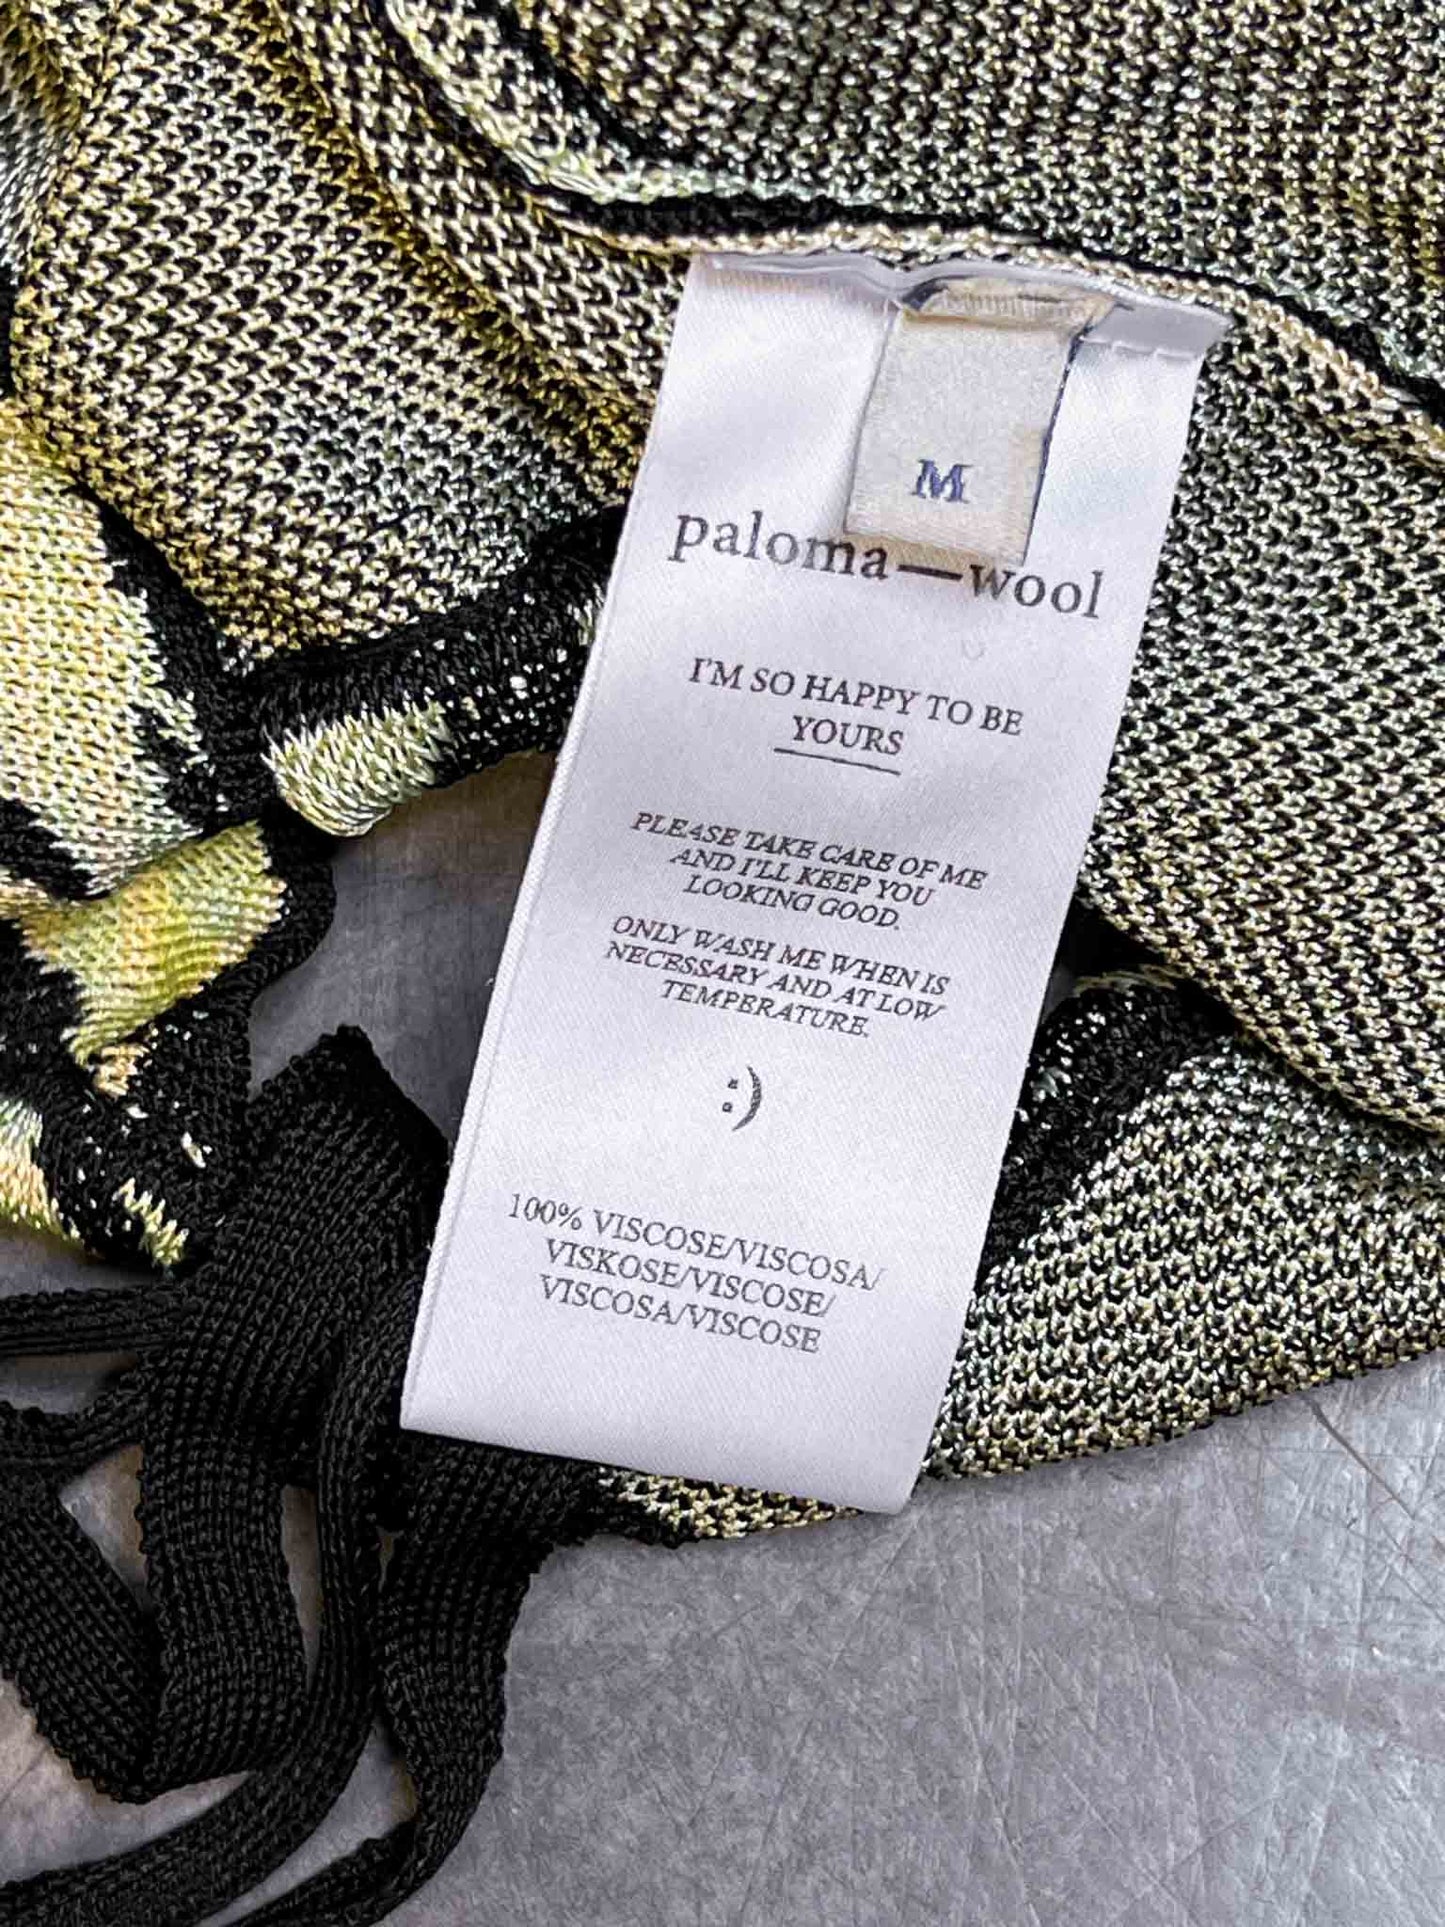 M
paloma—wool
I'M SO HAPPY TO BE
YOURS
PLEASE TAKE CARE OF ME
AND I'LL KEEP YOU
LOOKING GOOD.
ONLY WASH ME WHEN IS
NECESSARY AND AT LOW
TEMPERATURE.
:)
100% VISCOSE/VISCOSA/
VISKOSE/VISCOSE/
VISCOSA/VISCOSE